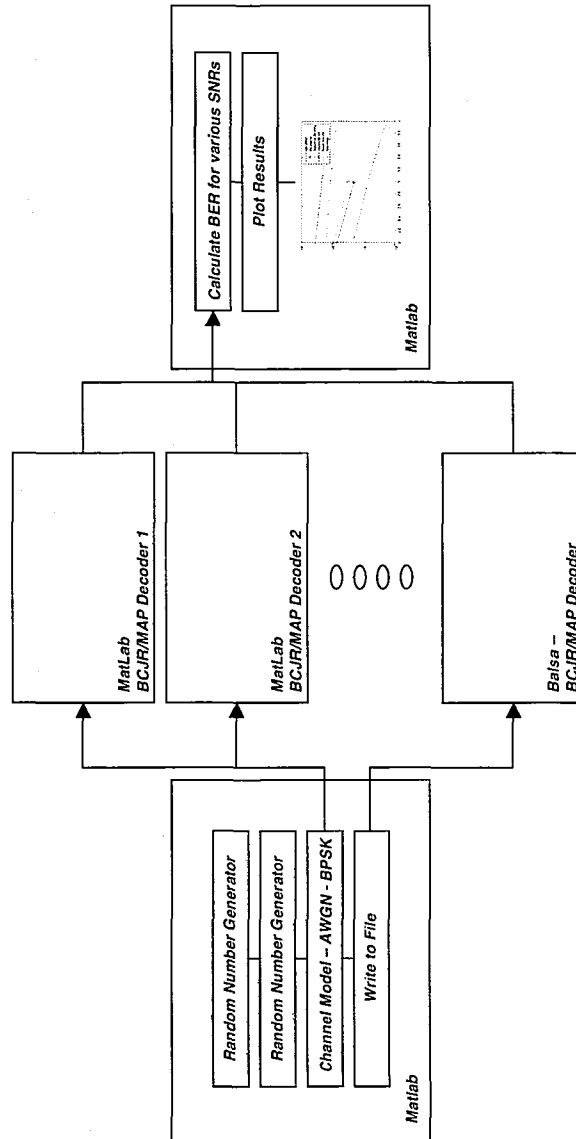 Random Number Generator
Random Number Generator
Channel Model – AWGN - BPSK
Write to File
Matlab
MatLab
BCJR/MAP Decoder 1
MatLab
BCJR/MAP Decoder 2
Balsa –
BCJR/MAP Decoder
Calculate BER for various SNRs
Plot Results
Matlab